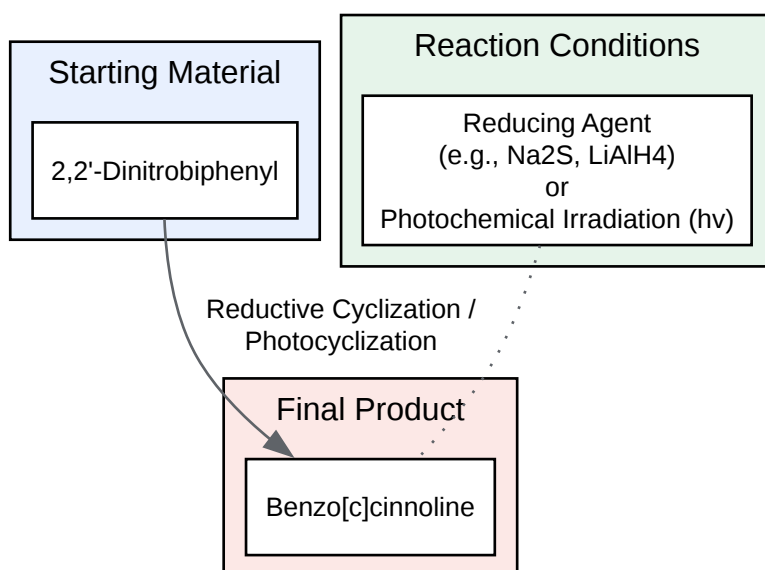 Starting Material
2,2'-Dinitrobiphenyl
Reaction Conditions
Reducing Agent
(e.g., Na2S, LiAlH4)
or
Photochemical Irradiation (hv)
Reductive Cyclization /
Photocyclization
Final Product
Benzo[c]cinnoline